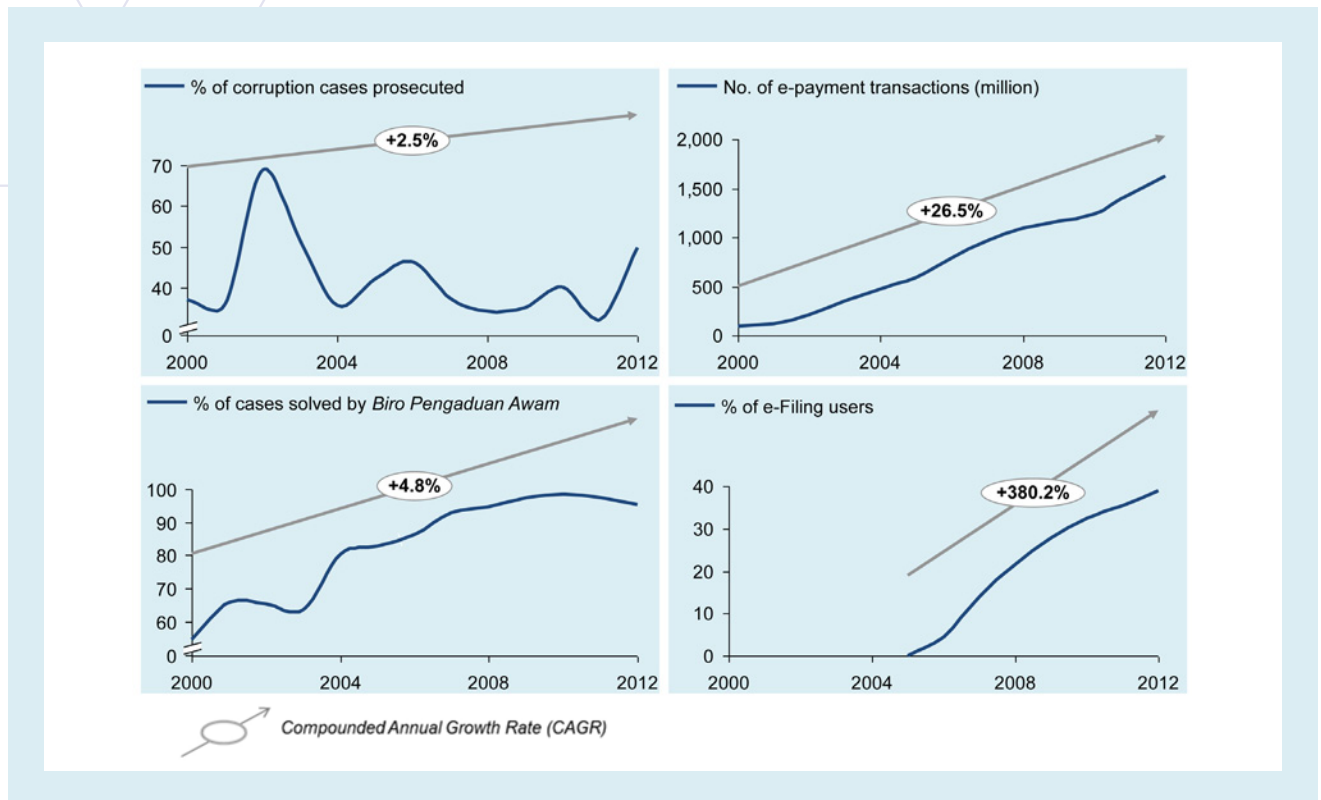 % of corruption cases prosecuted
+2.5%
70
60
50
40
0
2000 2004 2008 2012
No. of e-payment transactions (million)
2,000
1,500
1,000
500
0
+26.5%
2000 2004 2008 2012
% of cases solved by Biro Pengaduan Awam
+4.8%
100
90
80
70
60
0
2000 2004 2008 2012
% of e-Filing users
+380.2%
40
30
20
10
0
2000 2004 2008 2012
Compounded Annual Growth Rate (CAGR)